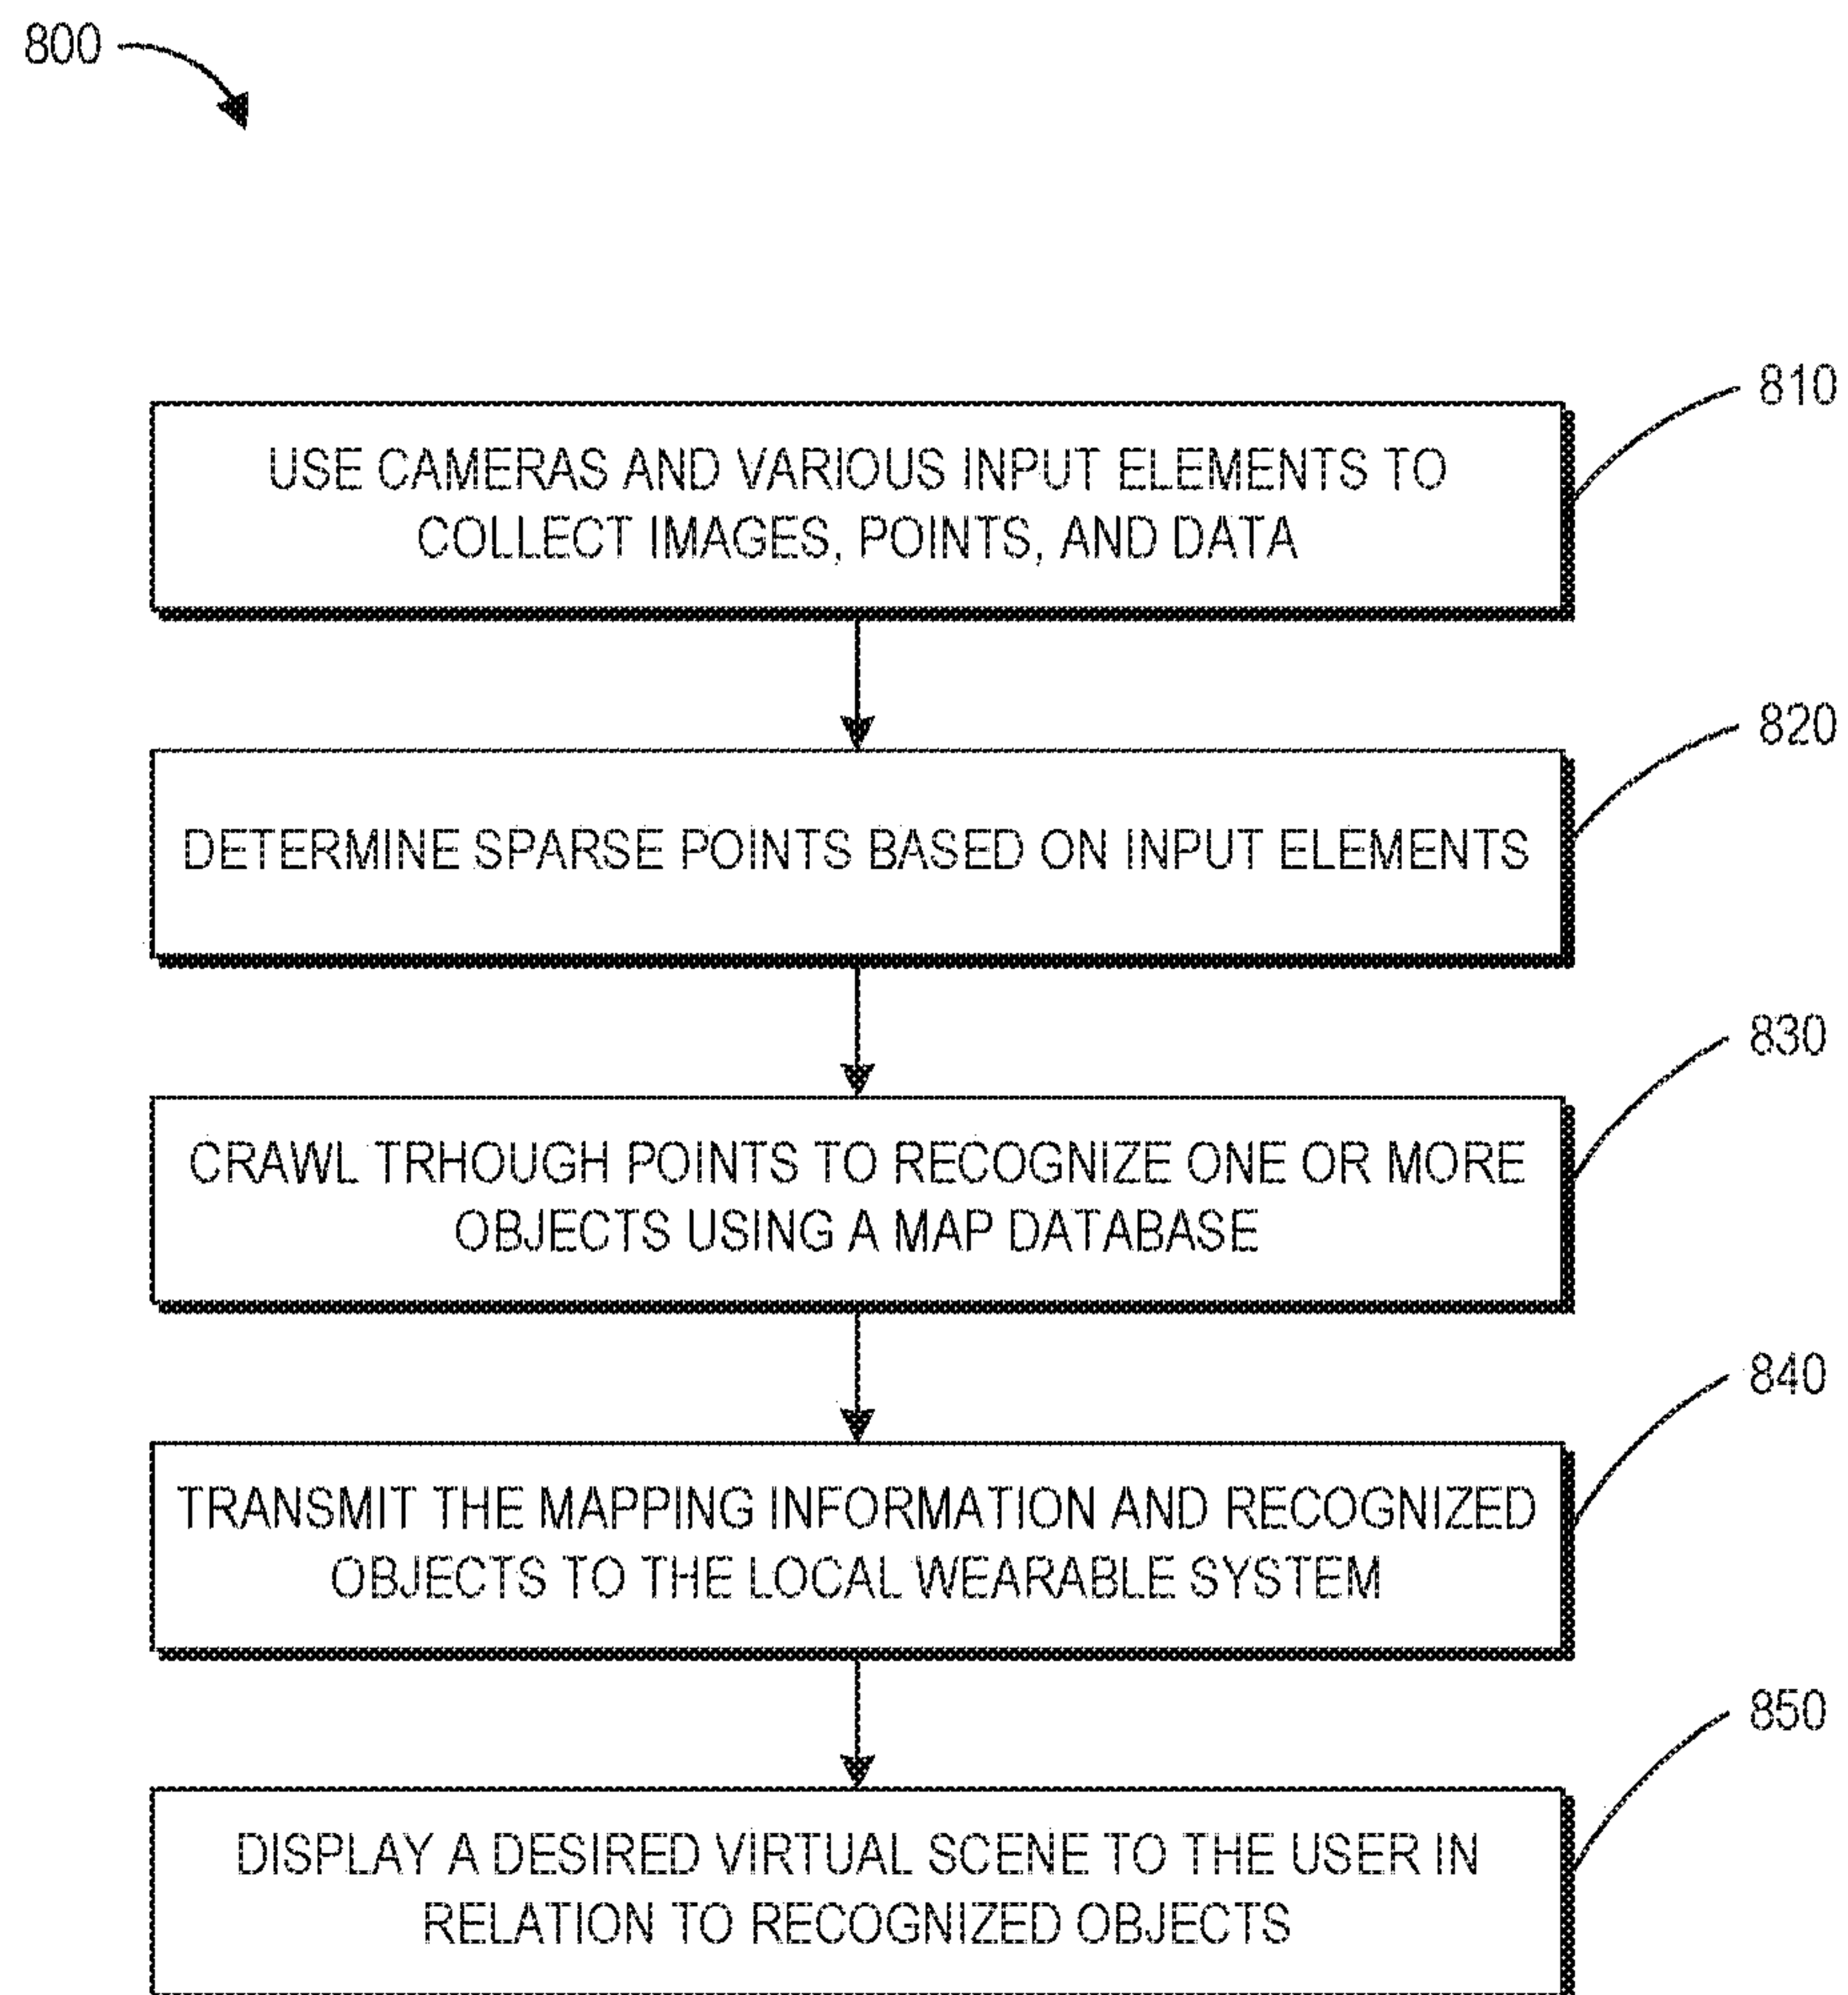 800
810
USE CAMERAS AND VARIOUS INPUT ELEMENTS TO
COLLECT IMAGES, POINTS, AND DATA
820
DETERMINE SPARSE POINTS BASED ON INPUT ELEMENTS
830
CRAWL TRHOUGH POINTS TO RECOGNIZE ONE OR MORE
OBJECTS USING A MAP DATABASE
840
TRANSMIT THE MAPPING INFORMATION AND RECOGNIZED
OBJECTS TO THE LOCAL WEARABLE SYSTEM
850
DISPLAY A DESIRED VIRTUAL SCENE TO THE USER IN
RELATION TO RECOGNIZED OBJECTS